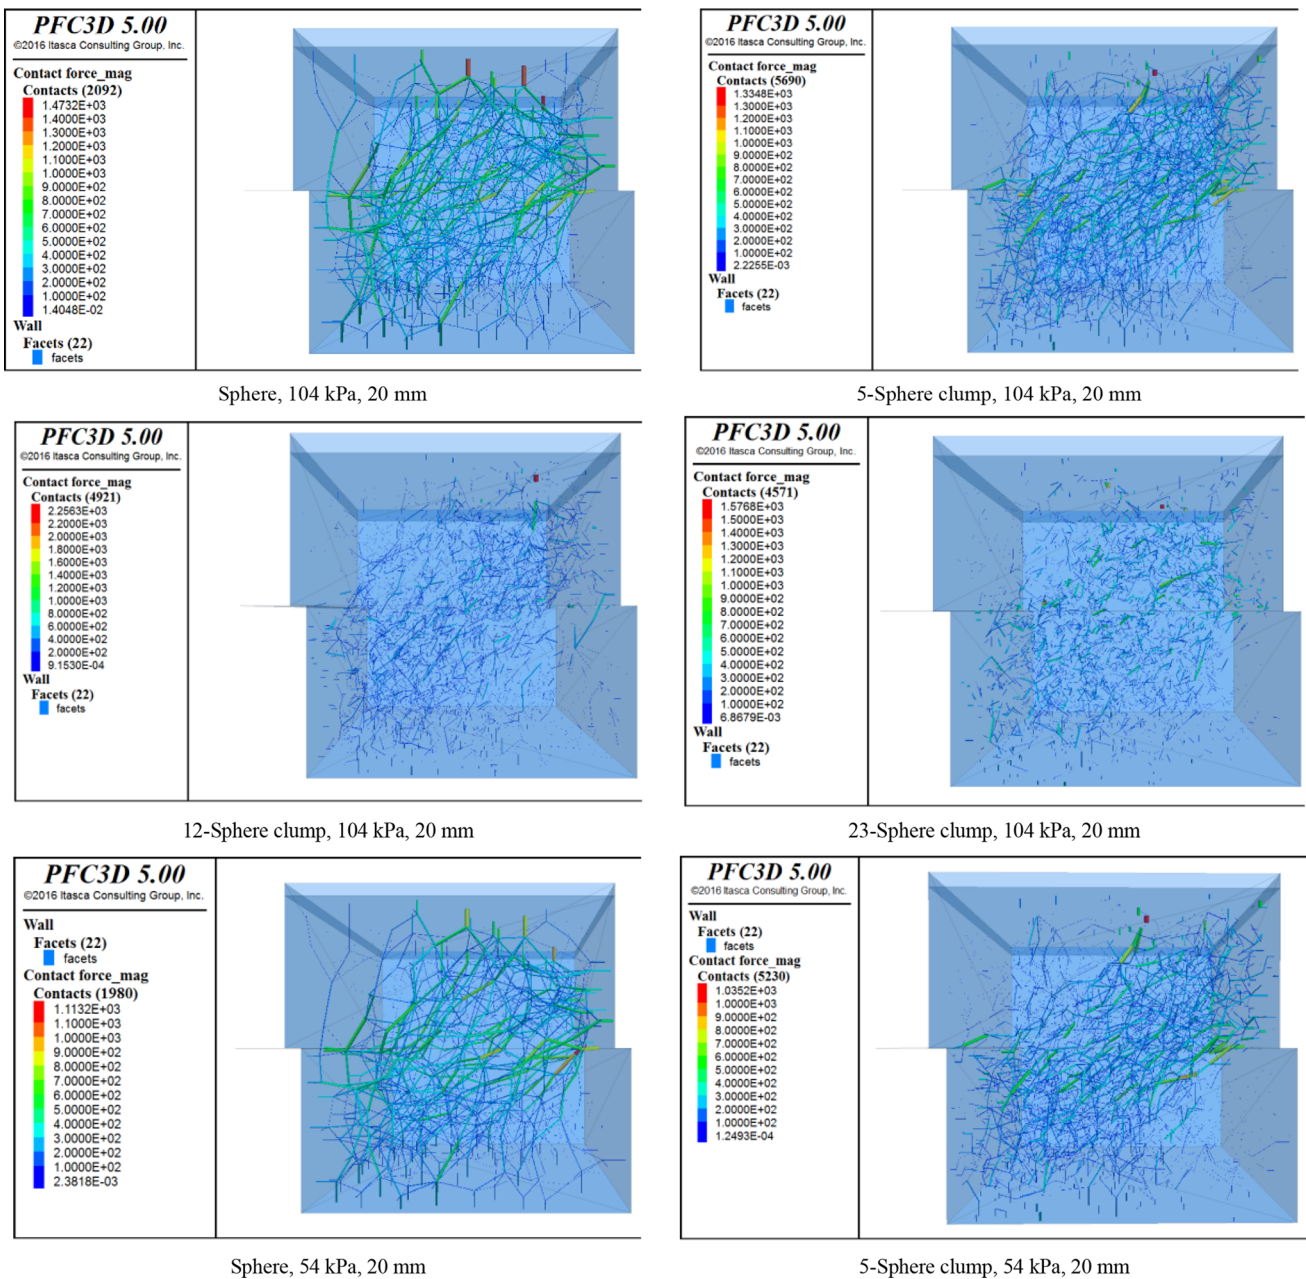 PFC3D 5.00
©2016 Itasca Consulting Group, Inc.
Contact force_mag
Contacts (2092)
1.4732E+03
1.4000E+03
1.3000E+03
1.2000E+03
1.1000E+03
1.0000E+03
9.0000E+02
8.0000E+02
7.0000E+02
6.0000E+02
5.0000E+02
4.0000E+02
3.0000E+02
2.0000E+02
1.0000E+02
1.4048E-02
Wall
Facets (22)
facets
Sphere, 104 kPa, 20 mm
PFC3D 5.00
©2016 Itasca Consulting Group, Inc.
Contact force_mag
Contacts (5690)
1.3348E+03
1.3000E+03
1.2000E+03
1.1000E+03
1.0000E+03
9.0000E+02
8.0000E+02
7.0000E+02
6.0000E+02
5.0000E+02
4.0000E+02
3.0000E+02
2.0000E+02
1.0000E+02
2.2255E-03
Wall
Facets (22)
facets
5-Sphere clump, 104 kPa, 20 mm
PFC3D 5.00
©2016 Itasca Consulting Group, Inc.
Contact force_mag
Contacts (4921)
2.2563E+03
2.2000E+03
2.0000E+03
1.8000E+03
1.6000E+03
1.4000E+03
1.2000E+03
1.0000E+03
8.0000E+02
6.0000E+02
4.0000E+02
2.0000E+02
9.1530E-04
Wall
Facets (22)
facets
12-Sphere clump, 104 kPa, 20 mm
PFC3D 5.00
©2016 Itasca Consulting Group, Inc.
Contact force_mag
Contacts (4571)
1.5768E+03
1.5000E+03
1.4000E+03
1.3000E+03
1.2000E+03
1.1000E+03
1.0000E+03
9.0000E+02
8.0000E+02
7.0000E+02
6.0000E+02
5.0000E+02
4.0000E+02
3.0000E+02
2.0000E+02
1.0000E+02
6.8679E-03
Wall
Facets (22)
facets
23-Sphere clump, 104 kPa, 20 mm
PFC3D 5.00
©2016 Itasca Consulting Group, Inc.
Wall
Facets (22)
facets
Contact force_mag
Contacts (1980)
1.1132E+03
1.1000E+03
1.0000E+03
9.0000E+02
8.0000E+02
7.0000E+02
6.0000E+02
5.0000E+02
4.0000E+02
3.0000E+02
2.0000E+02
1.0000E+02
2.3818E-03
Sphere, 54 kPa, 20 mm
PFC3D 5.00
©2016 Itasca Consulting Group, Inc.
Wall
Facets (22)
facets
Contact force_mag
Contacts (5230)
1.0352E+03
1.0000E+03
9.0000E+02
8.0000E+02
7.0000E+02
6.0000E+02
5.0000E+02
4.0000E+02
3.0000E+02
2.0000E+02
1.0000E+02
1.2493E-04
5-Sphere clump, 54 kPa, 20 mm